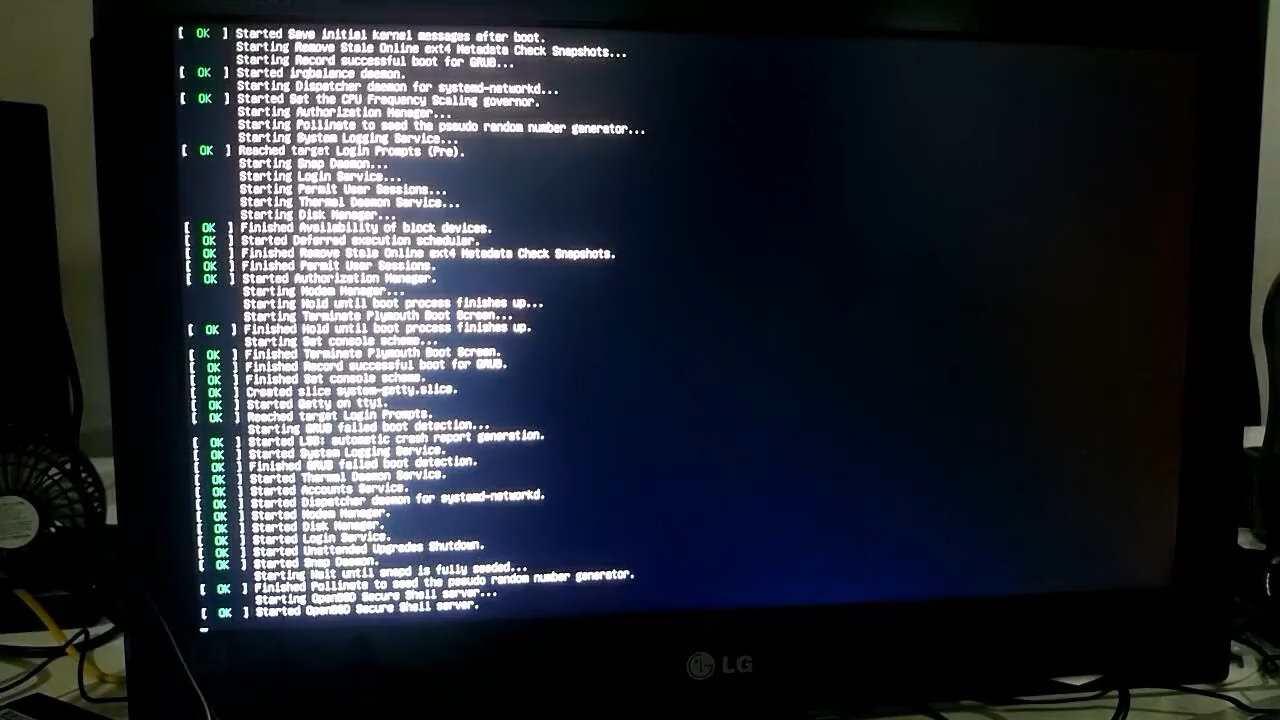 [ OK ] Started Save initial kernel messages after boot.
Starting Remove Stale Online ext4 Metadata Check Snapshots...
Starting Record successful boot for GRUB...
[ OK ] Started irqbalance daemon.
Starting Dispatcher daemon for systemd-networkd...
[ OK ] Started Set the CPU Frequency Scaling governor.
Starting Authorization Manager...
Starting Pollinate to seed the pseudo random number generator...
Starting System Logging Service...
[ OK ] Reached target Login Prompts (Pre).
Starting Snap Daemon...
Starting Login Service...
Starting Permit User Sessions...
Starting Thermal Daemon Service...
Starting Disk Manager...
[ OK ] Finished Availability of block devices.
[ OK ] Started Deferred execution scheduler.
[ OK ] Finished Remove Stale Online ext4 Metadata Check Snapshots.
[ OK ] Finished Permit User Sessions.
[ OK ] Started Authorization Manager.
Starting Modem Manager...
Starting Hold until boot process finishes up...
Starting Terminate Plymouth Boot Screen...
[ OK ] Finished Hold until boot process finishes up.
Starting Set console scheme...
[ OK ] Finished Terminate Plymouth Boot Screen.
[ OK ] Finished Record successful boot for GRUB.
[ OK ] Finished Set console scheme.
[ OK ] Created slice system-getty.slice.
[ OK ] Started Getty on tty1.
[ OK ] Reached target Login Prompts.
Starting GRUB failed boot detection...
[ OK ] Started LSB: automatic crash report generation.
[ OK ] Started System Logging Service.
[ OK ] Finished GRUB failed boot detection.
[ OK ] Started Thermal Daemon Service.
[ OK ] Started Accounts Service.
[ OK ] Started Dispatcher daemon for systemd-networkd.
[ OK ] Started Modem Manager.
[ OK ] Started Disk Manager.
[ OK ] Started Login Service.
[ OK ] Started Unattended Upgrades Shutdown.
[ OK ] Started Snap Daemon.
Starting Wait until snapd is fully seeded...
[ OK ] Finished Pollinate to seed the pseudo random number generator.
Starting OpenBSD Secure Shell server...
[ OK ] Started OpenBSD Secure Shell server.
LG